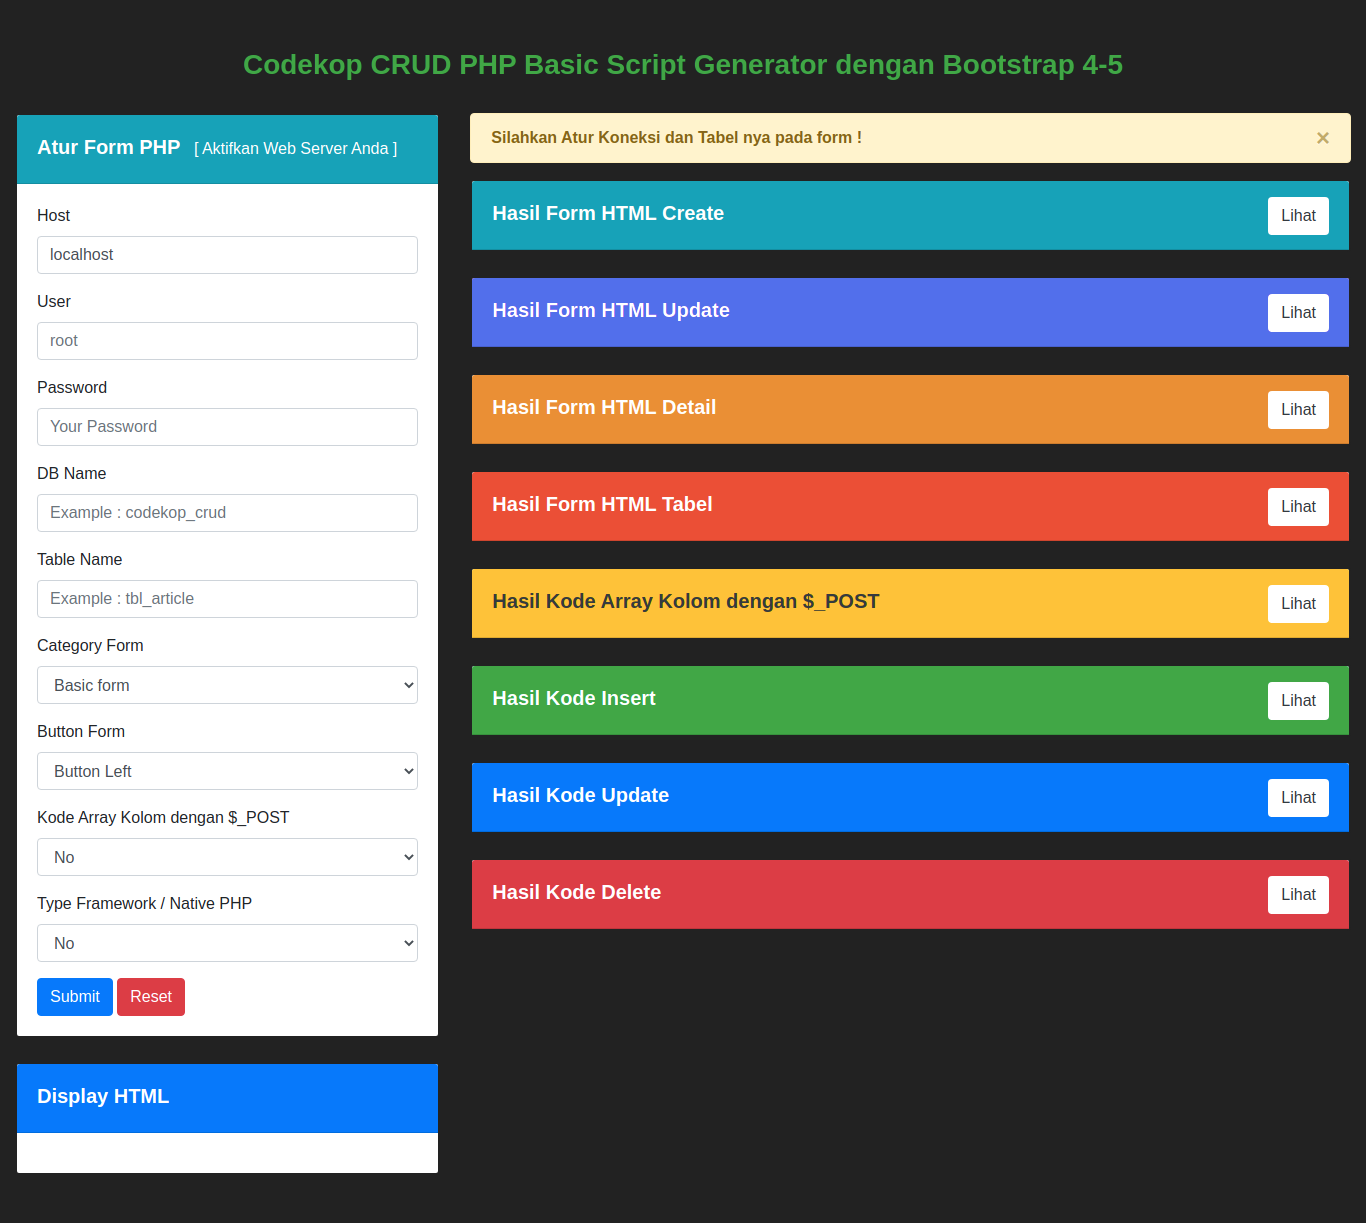 Codekop CRUD PHP Basic Script Generator dengan Bootstrap 4-5
Atur Form PHP [ Aktifkan Web Server Anda ]
Host
localhost
User
root
Password
Your Password
DB Name
Example : codekop_crud
Table Name
Example : tbl_article
Category Form
Basic form
Button Form
Button Left
Kode Array Kolom dengan $_POST
No
Type Framework / Native PHP
No
Submit Reset
Display HTML
Silahkan Atur Koneksi dan Tabel nya pada form ! ×
Hasil Form HTML Create Lihat
Hasil Form HTML Update Lihat
Hasil Form HTML Detail Lihat
Hasil Form HTML Tabel Lihat
Hasil Kode Array Kolom dengan $_POST Lihat
Hasil Kode Insert Lihat
Hasil Kode Update Lihat
Hasil Kode Delete Lihat